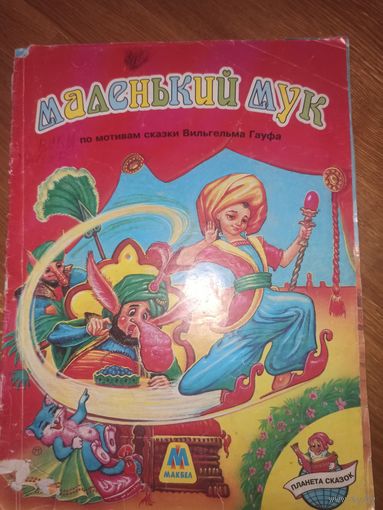 маленький мук
по мотивам сказки Вильгельма Гауфа
М
МАКБЕЛ
ПЛАНЕТА СКАЗОК